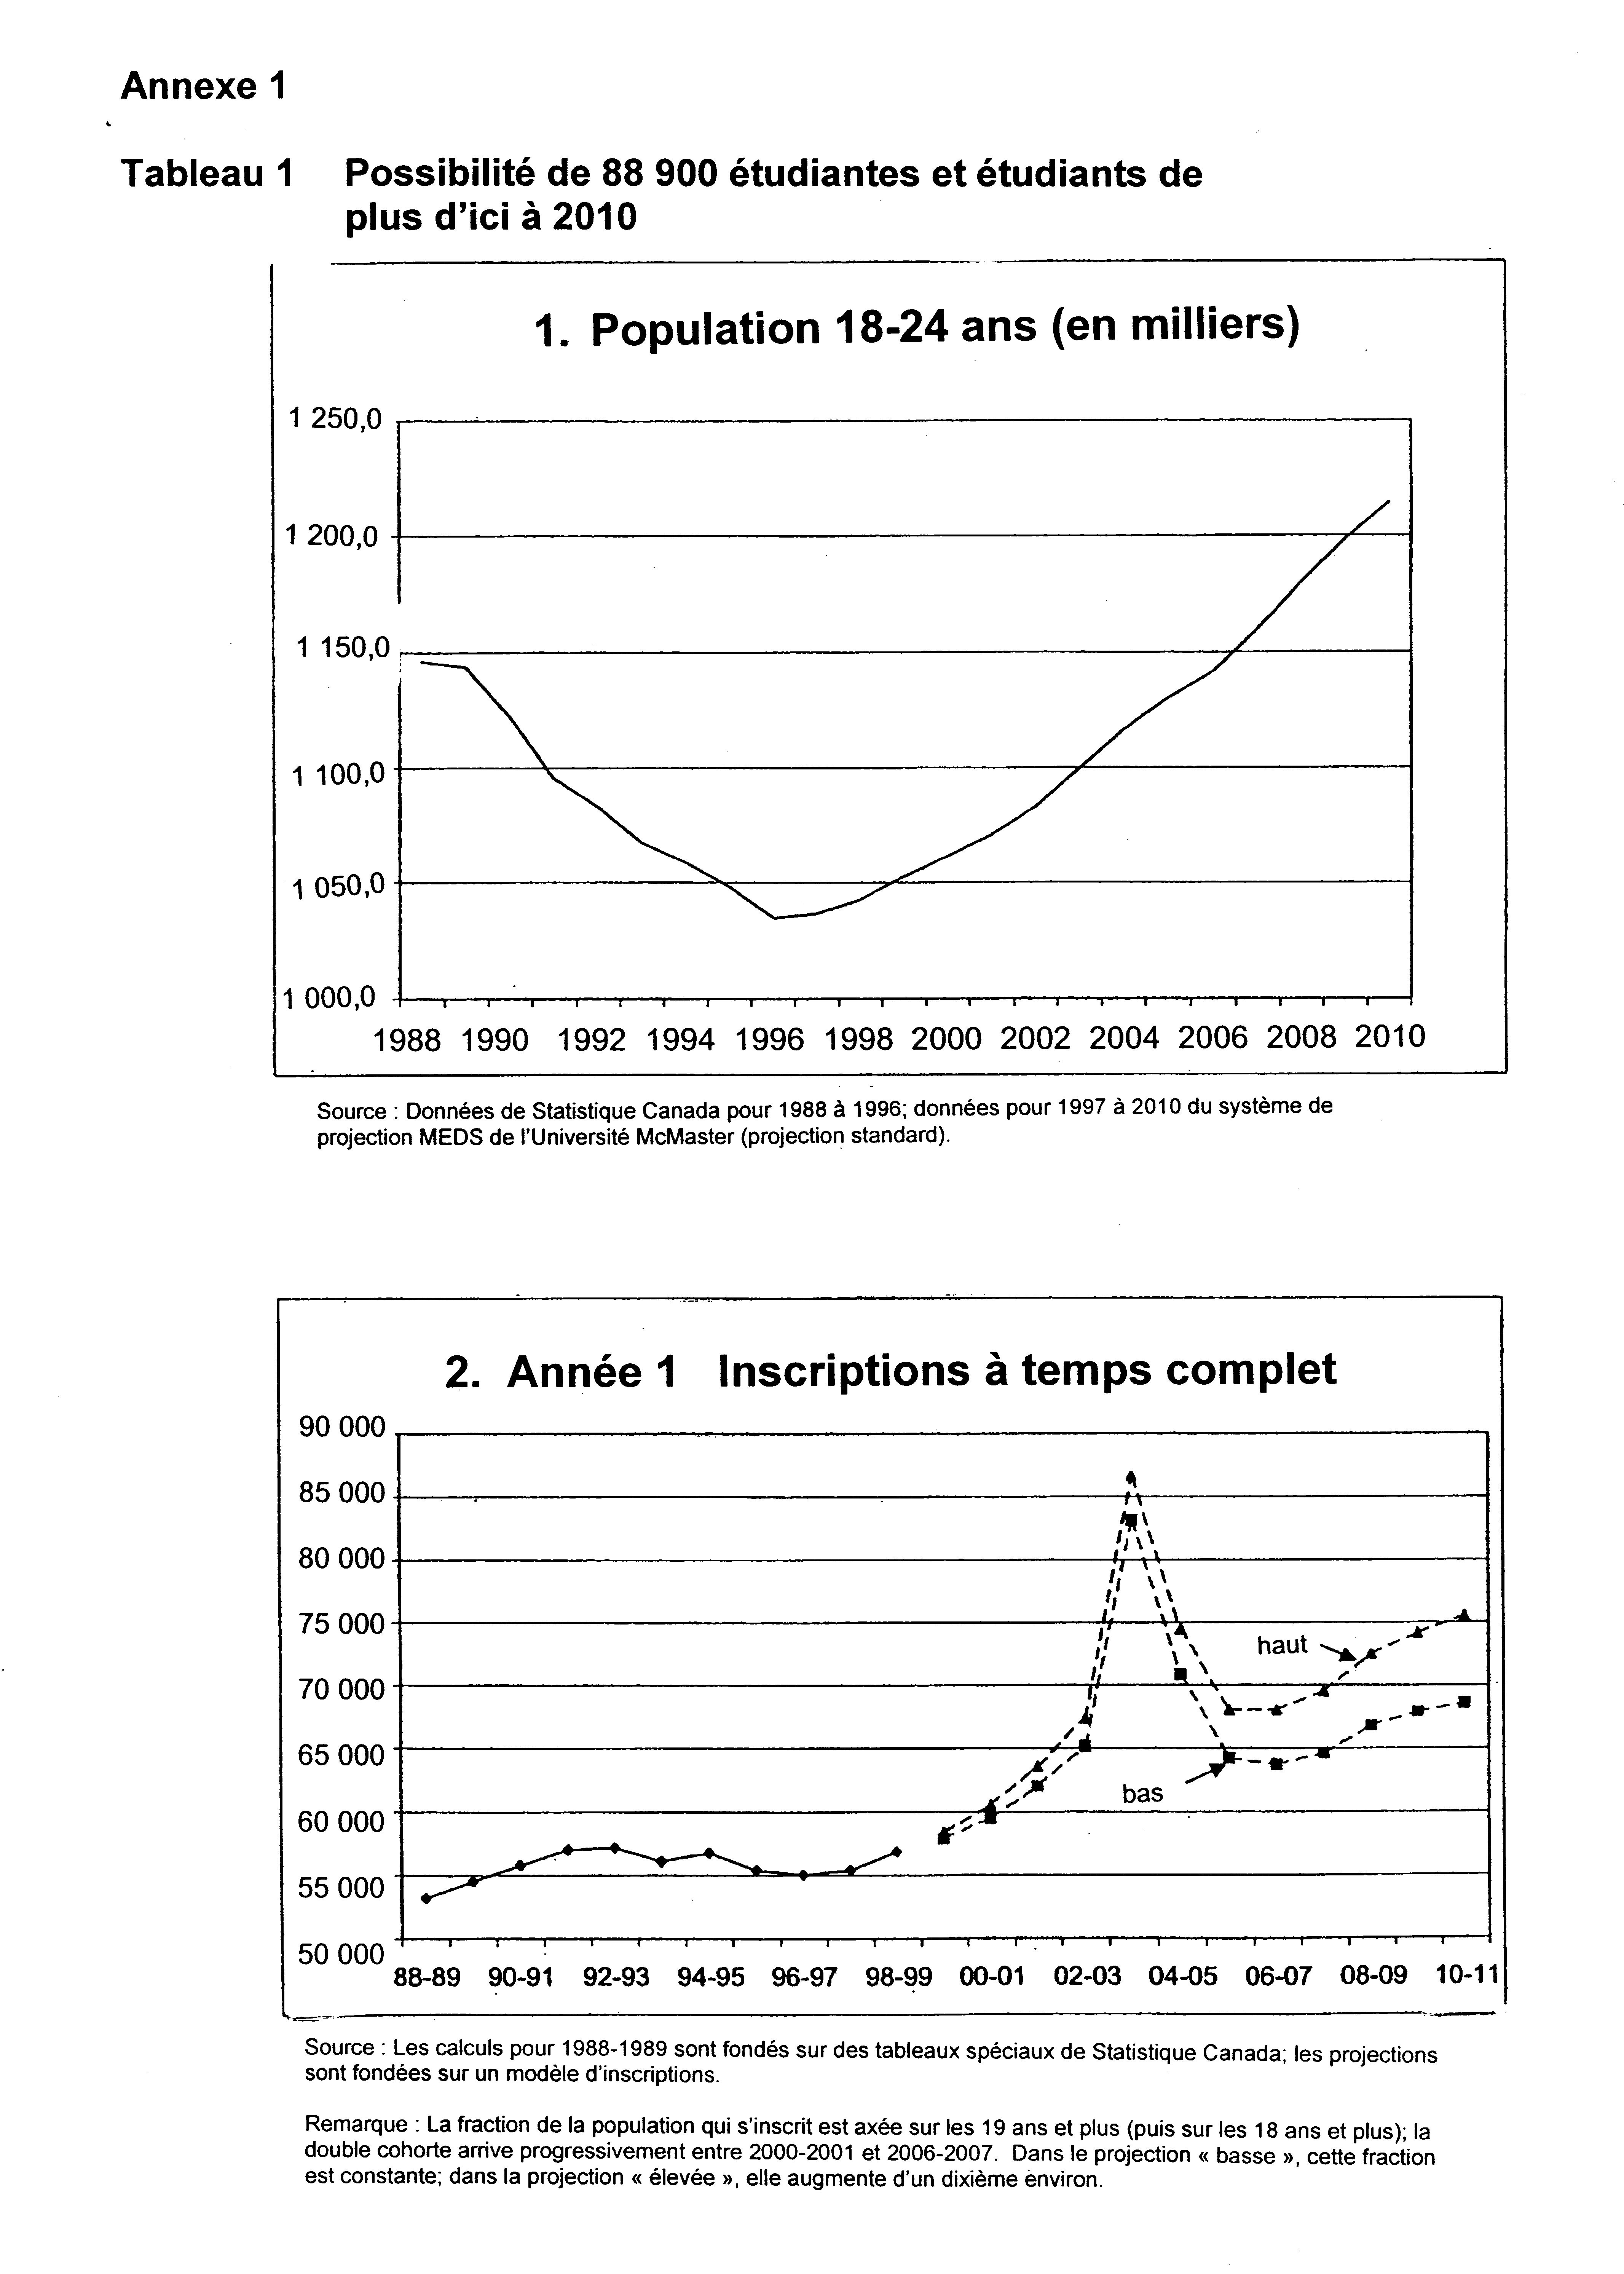 Annexe 1
Tableau 1 Possibilité de 88 900 étudiantes et étudiants de
plus d'ici à 2010
1. Population 18-24 ans (en milliers)
1 250,0
1 200,0
1 150,0
1 100,0
1 050,0
1 000,0
1988 1990 1992 1994 1996 1998 2000 2002 2004 2006 2008 2010
Source : Données de Statistique Canada pour 1988 à 1996; données pour 1997 à 2010 du système de
projection MEDS de l'Université McMaster (projection standard).
2. Année 1 Inscriptions à temps complet
90 000
85 000
80 000
75 000
haut
70 000
65 000
bas
60 000
55 000
50 000
88-89 90-91 92-93 94-95 96-97 98-99 00-01 02-03 04-05 06-07 08-09 10-11
Source : Les calculs pour 1988-1989 sont fondés sur des tableaux spéciaux de Statistique Canada; les projections
sont fondées sur un modèle d'inscriptions.
Remarque : La fraction de la population qui s'inscrit est axée sur les 19 ans et plus (puis sur les 18 ans et plus); la
double cohorte arrive progressivement entre 2000-2001 et 2006-2007. Dans le projection « basse », cette fraction
est constante; dans la projection « élevée », elle augmente d'un dixième environ.